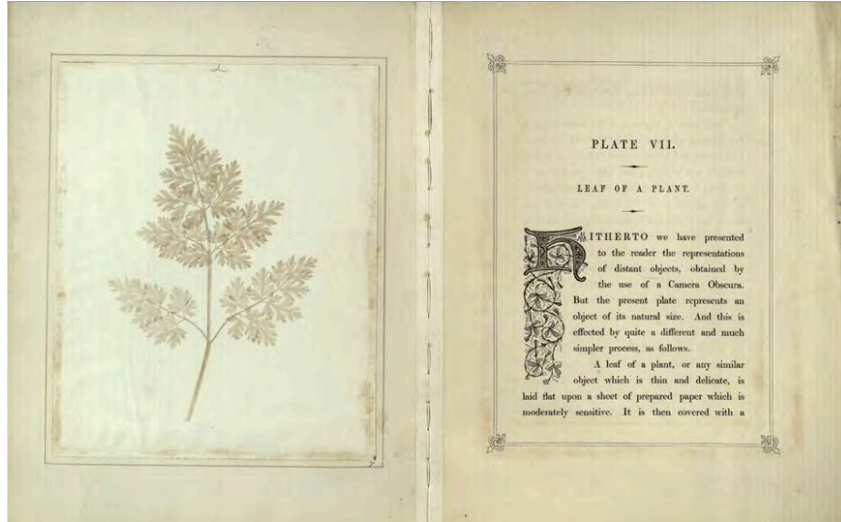 PLATE VII.
LEAF OF A PLANT.
HITHERTO we have presented
to the reader the representations
of distant objects, obtained by
the use of a Camera Obscura.
But the present plate represents an
object of its natural size. And this is
effected by quite a different and much
simpler process, as follows.
A leaf of a plant, or any similar
object which is thin and delicate, is
laid flat upon a sheet of prepared paper which is
moderately sensitive. It is then covered with a